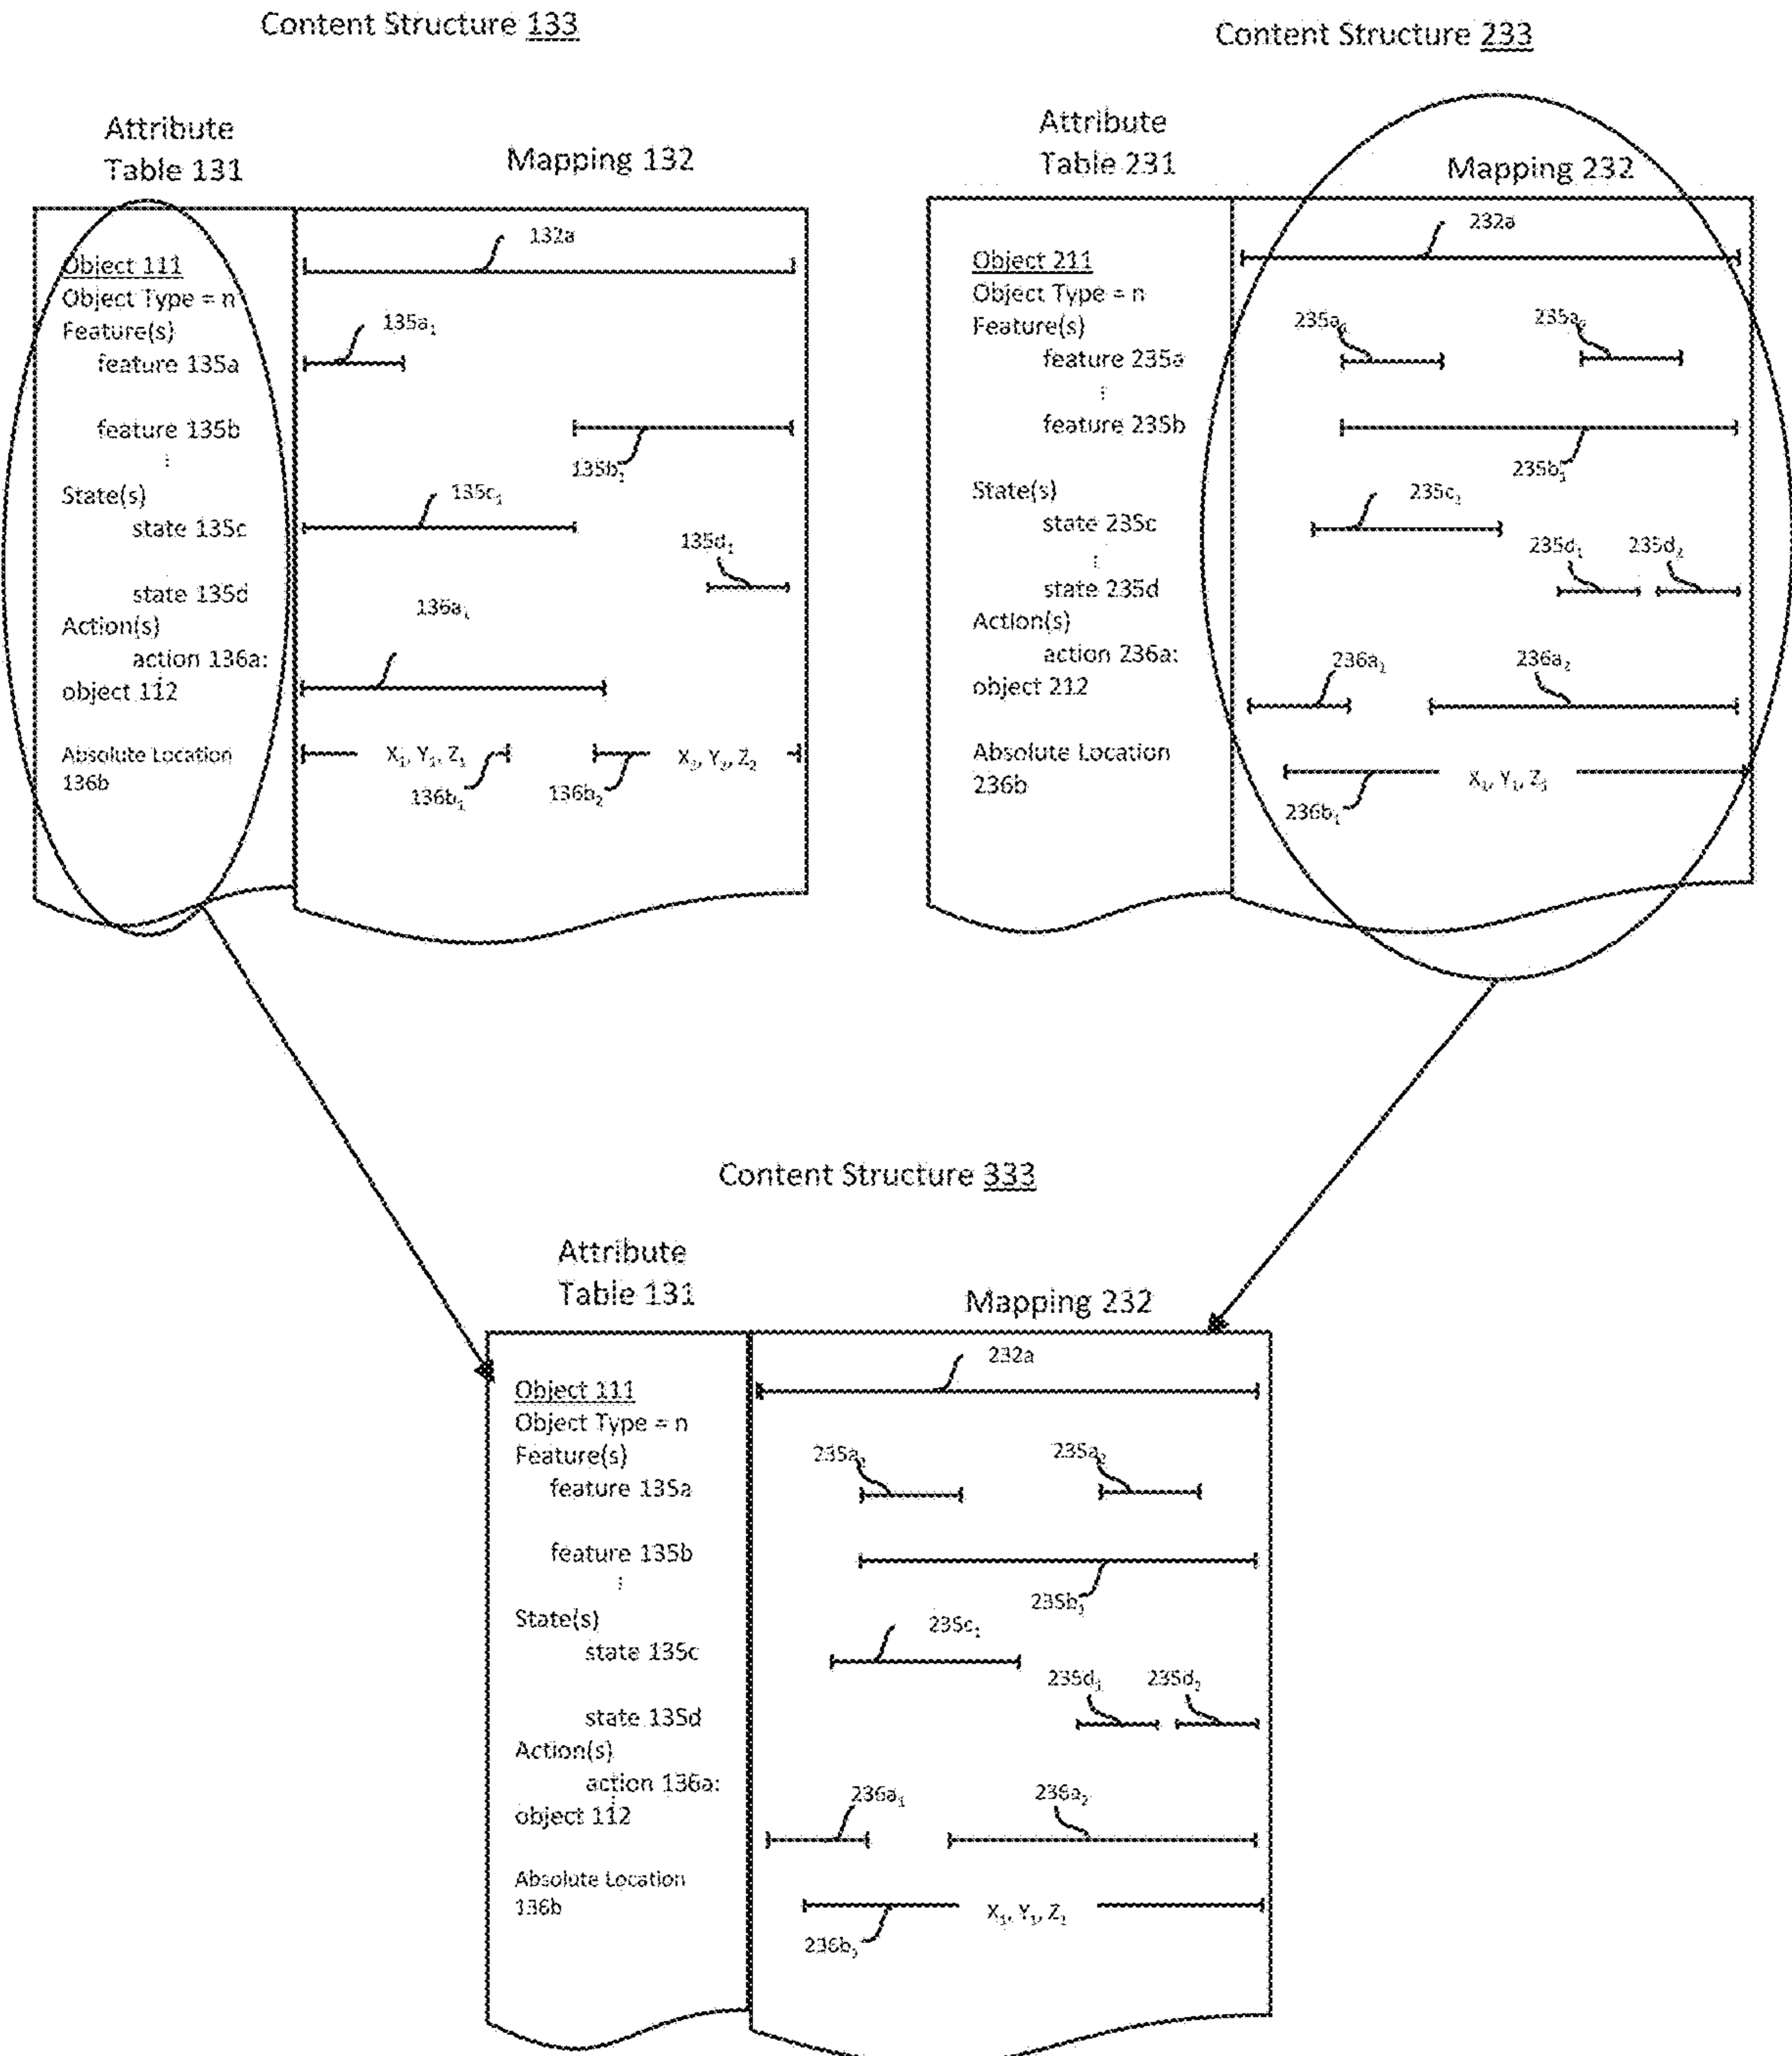 Content Structure 133
Attribute
Table 131
Mapping 132
132a
Object 111
Object Type = n
Feature(s)
135a₁
feature 135a
feature 135b
⋮
135b₁
State(s)
135c₁
state 135c
135d₁
state 135d
136a₁
Action(s)
action 136a:
object 112
Absolute Location
136b
X₁, Y₁, Z₁
X₂, Y₂, Z₂
136b₁
136b₂
Content Structure 233
Attribute
Table 231
Mapping 232
232a
Object 211
Object Type = n
Feature(s)
feature 235a
⋮
feature 235b
235b₁
State(s)
235c₁
state 235c
⋮
235d₁
235d₂
state 235d
Action(s)
action 236a:
236a₁
236a₂
object 212
Absolute Location
236b
X₁, Y₁, Z₁
236b₁
Content Structure 333
Attribute
Table 131
Mapping 232
232a
Object 111
Object Type = n
Feature(s)
235a₁
235a₂
feature 135a
feature 135b
⋮
235b₁
State(s)
235c₁
state 135c
235d₁
235d₂
state 135d
Action(s)
action 136a:
236a₁
236a₂
object 112
Absolute Location
136b
X₁, Y₁, Z₁
236b₁